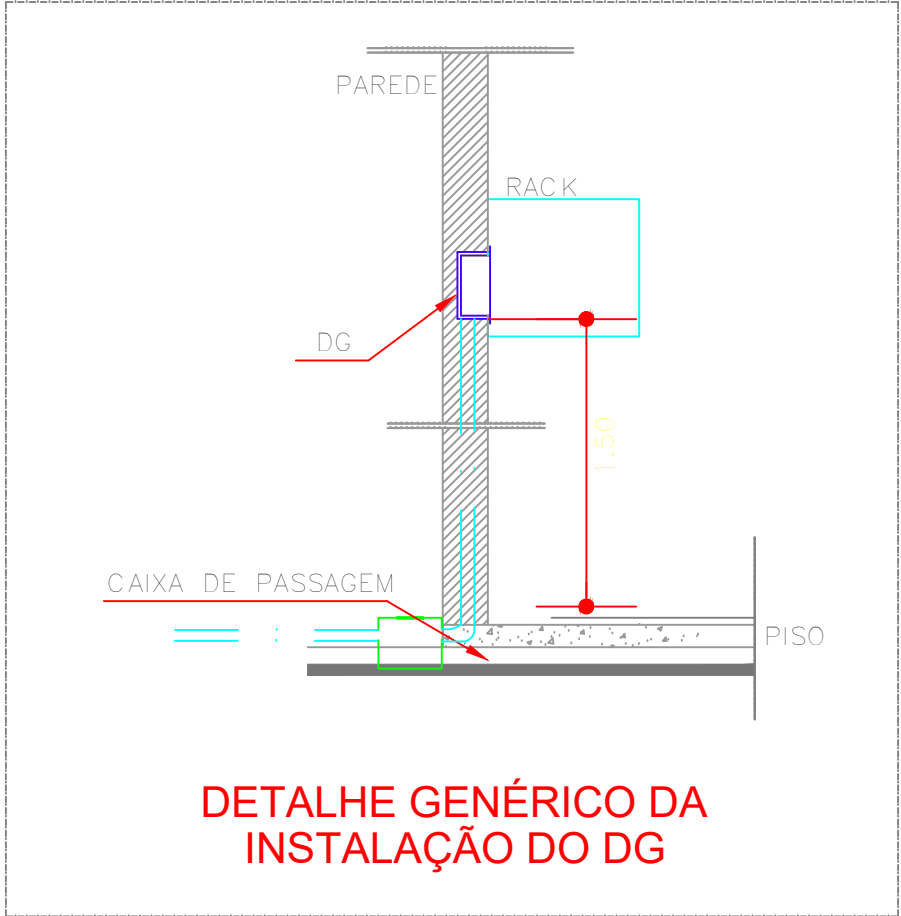 PAREDE
RACK
DG
1.50
CAIXA DE PASSAGEM
PISO
DETALHE GENÉRICO DA
INSTALAÇÃO DO DG